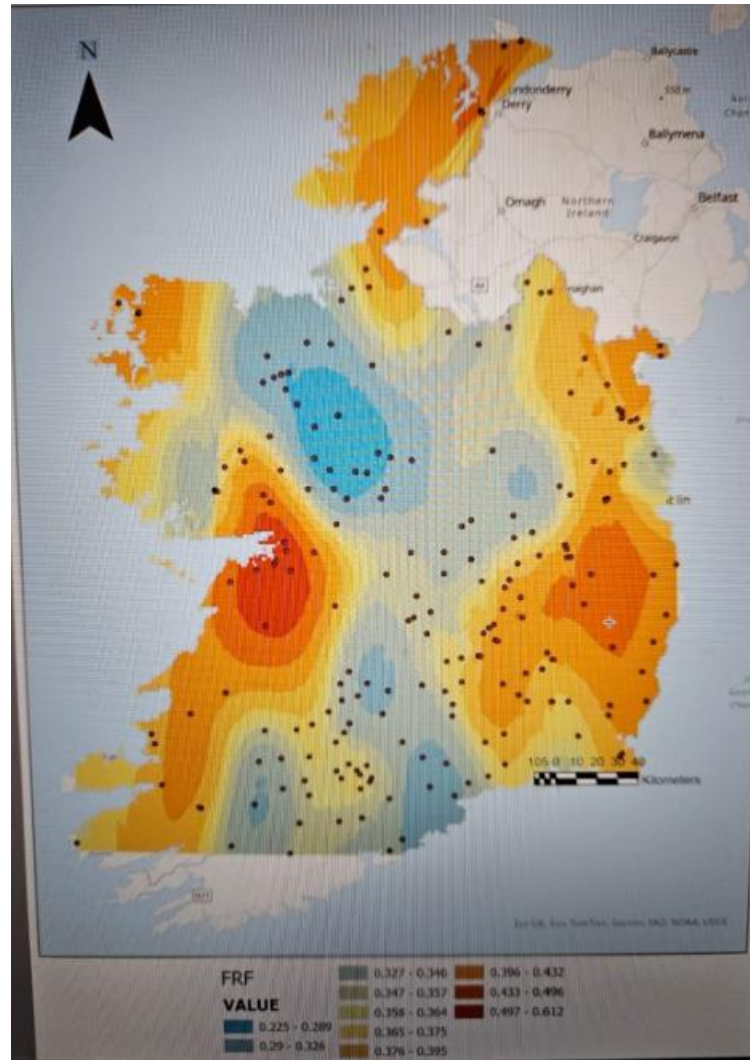 N
Ballycastle
550 m
Londonderry
Derry
Ballymena
Omagh
Northern
Ireland
Belfast
Craigavon
naghan
lin
105 0 10 20 30 40
Kilometers
FRF
VALUE
0.225 - 0.289
0.29 - 0.326
0.327 - 0.346
0.347 - 0.357
0.358 - 0.364
0.365 - 0.375
0.376 - 0.395
0.396 - 0.432
0.433 - 0.496
0.497 - 0.612